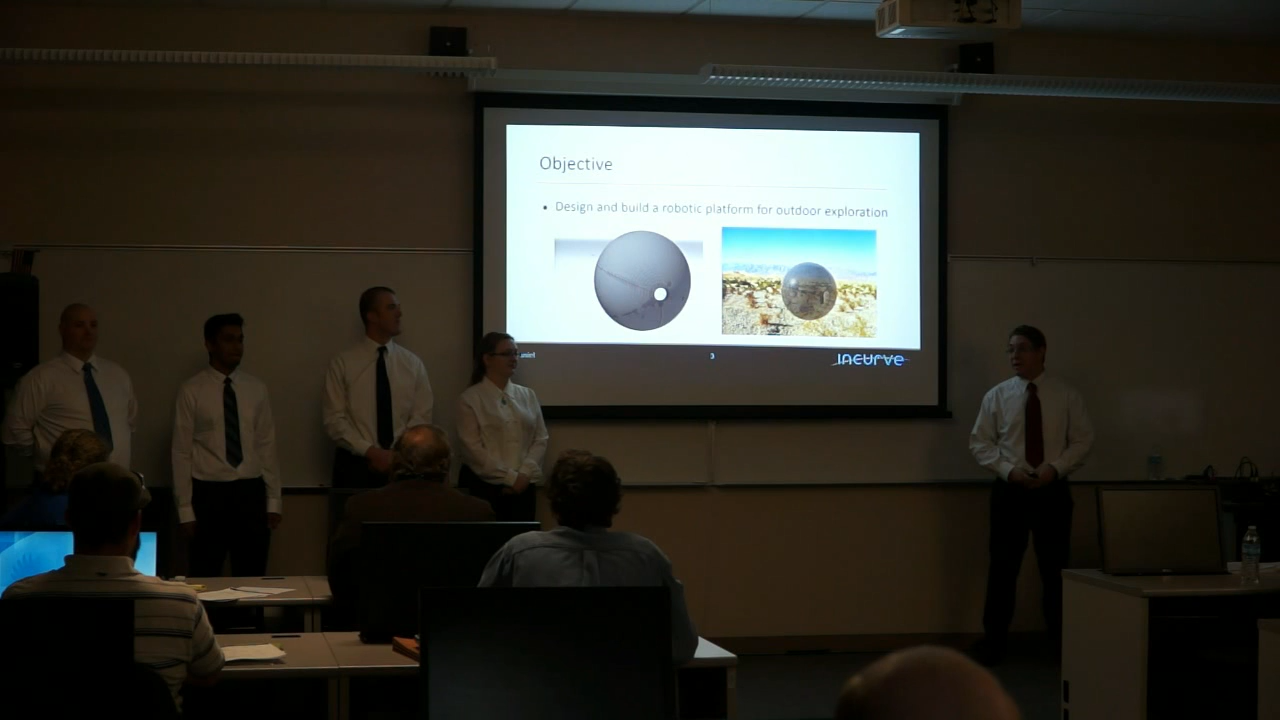 Objective
• Design and build a robotic platform for outdoor exploration
3
incurve